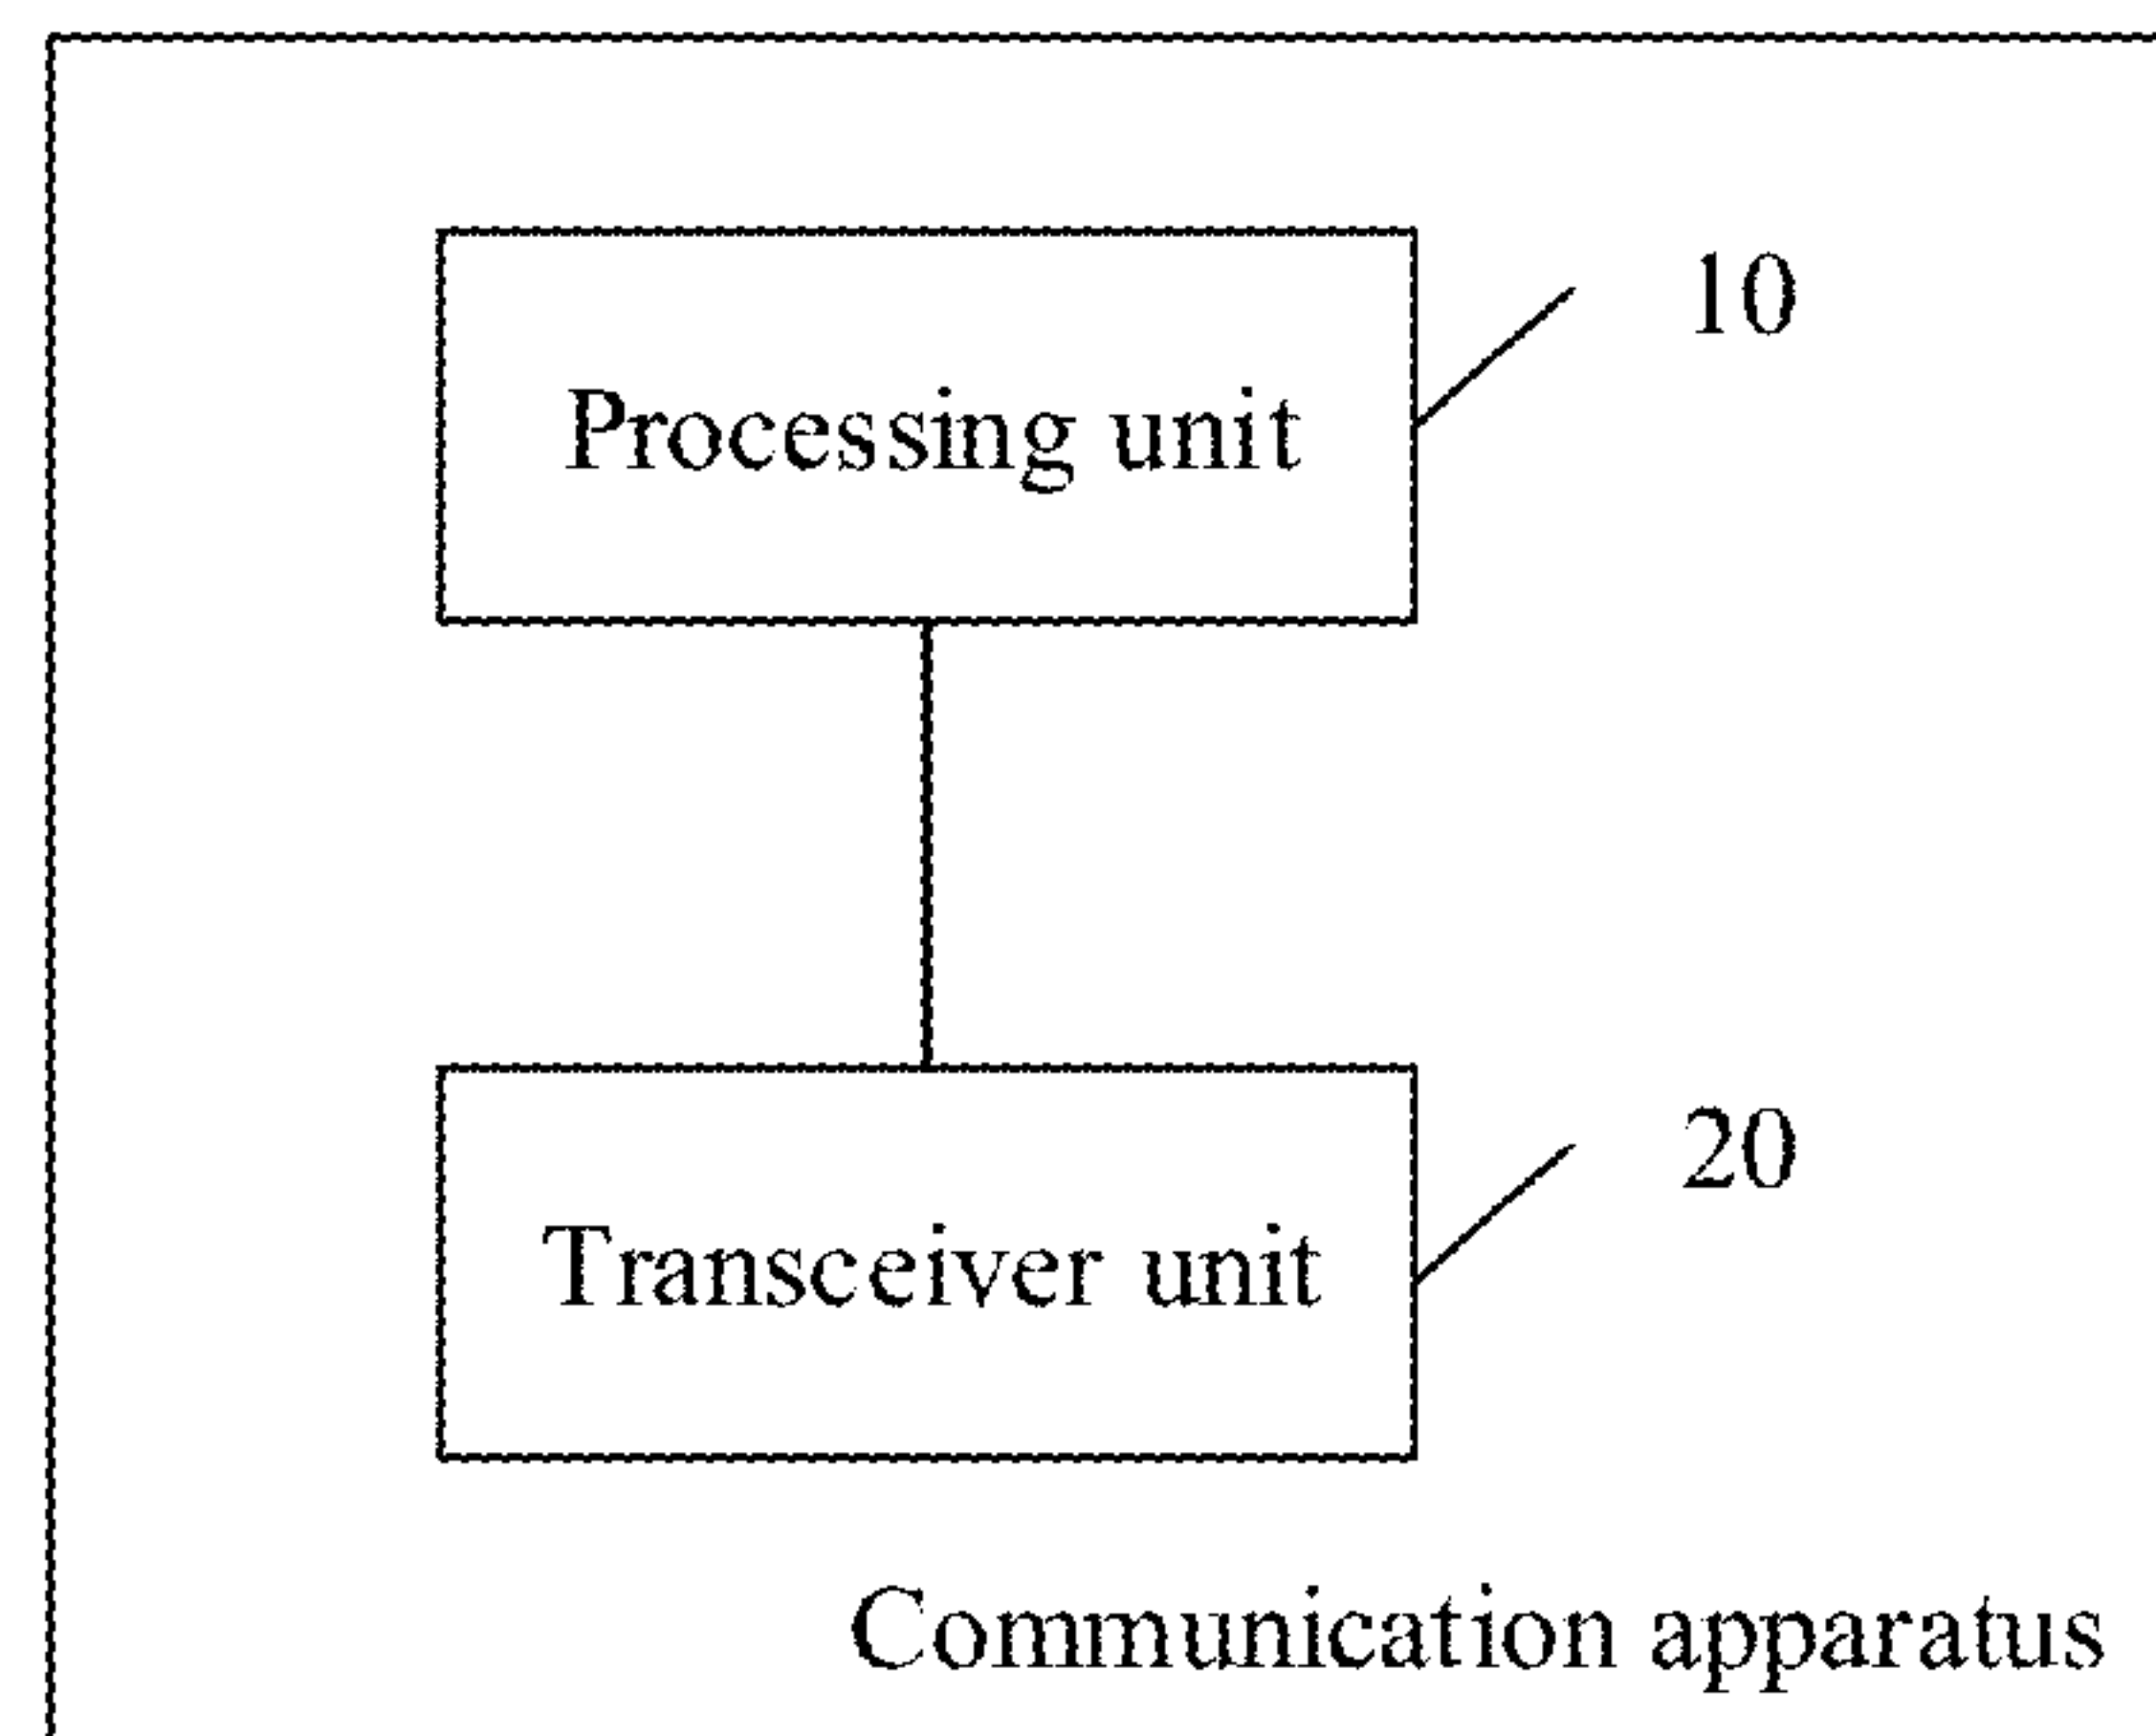 10
Processing unit
20
Transceiver unit
Communication apparatus